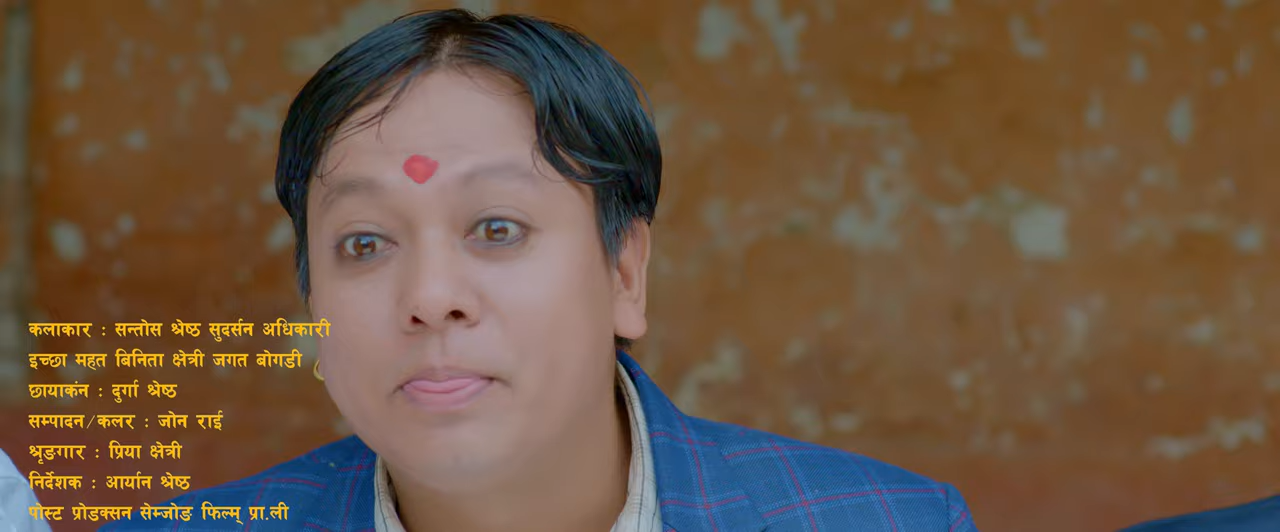 कलाकार : सन्तोस श्रेष्ठ सुदर्सन अधिकारी
इच्छा महत बिनिता क्षेत्री जगत बोगडी
छायाकंन : दुर्गा श्रेष्ठ
सम्पादन/कलर : जोन राई
श्रृङगार : प्रिया क्षेत्री
निर्देशक : आर्यान श्रेष्ठ
पोस्ट प्रोडक्सन सेम्जोङ फिल्म् प्रा.ली